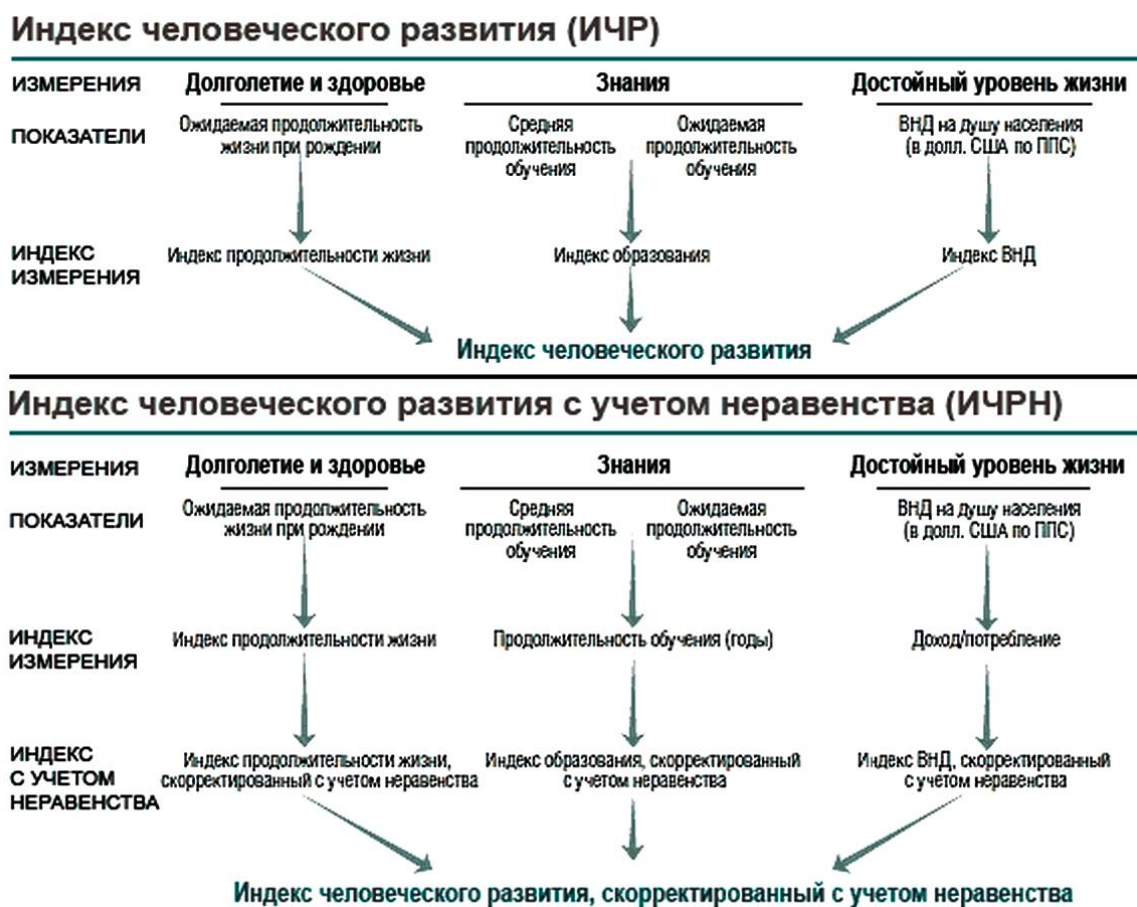 Индекс человеческого развития (ИЧР)
ИЗМЕРЕНИЯ Долголетие и здоровье Знания Достойный уровень жизни
ПОКАЗАТЕЛИ
Ожидаемая продолжительность
жизни при рождении
Средняя
продолжительность
обучения
Ожидаемая
продолжительность
обучения
ВНД на душу населения
(в долл. США по ППС)
ИНДЕКС
ИЗМЕРЕНИЯ
Индекс продолжительности жизни Индекс образования Индекс ВНД
Индекс человеческого развития
Индекс человеческого развития с учетом неравенства (ИЧРН)
ИЗМЕРЕНИЯ Долголетие и здоровье Знания Достойный уровень жизни
ПОКАЗАТЕЛИ
Ожидаемая продолжительность
жизни при рождении
Средняя
продолжительность
обучения
Ожидаемая
продолжительность
обучения
ВНД на душу населения
(в долл. США по ППС)
ИНДЕКС
ИЗМЕРЕНИЯ
Индекс продолжительности жизни Продолжительность обучения (годы) Доход/потребление
ИНДЕКС
С УЧЕТОМ
НЕРАВЕНСТВА
Индекс продолжительности жизни,
скорректированный с учетом неравенства
Индекс образования, скорректированный
с учетом неравенства
Индекс ВНД, скорректированный
с учетом неравенства
Индекс человеческого развития, скорректированный с учетом неравенства